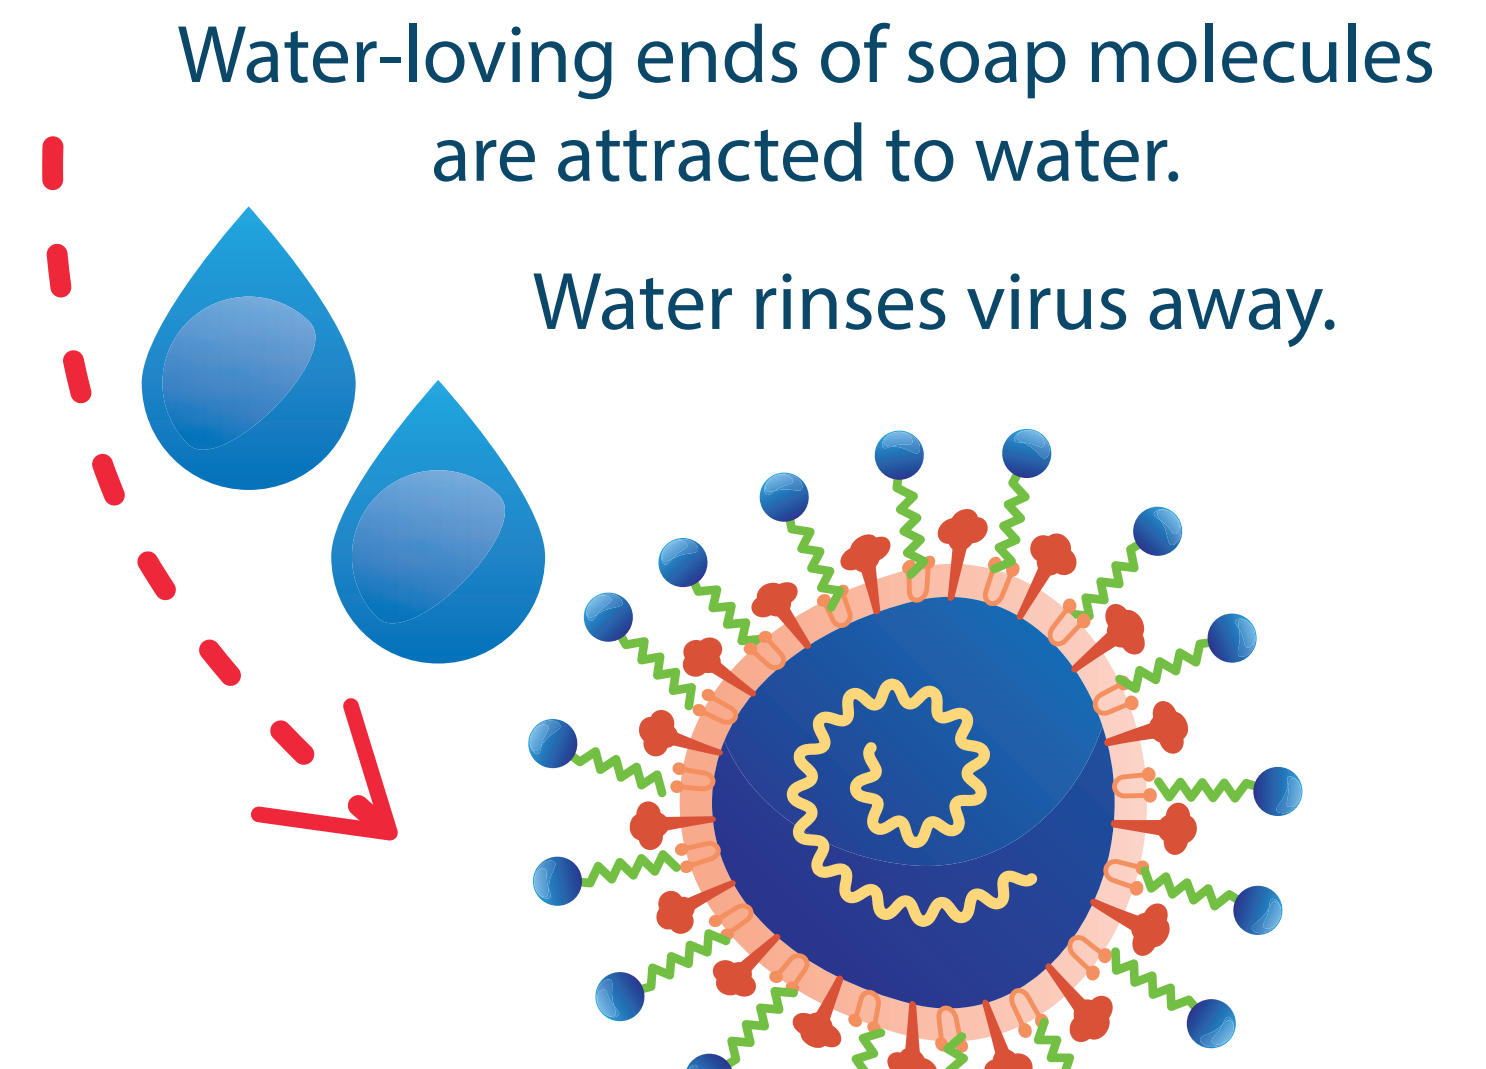 Water-loving ends of soap molecules
are attracted to water.
Water rinses virus away.